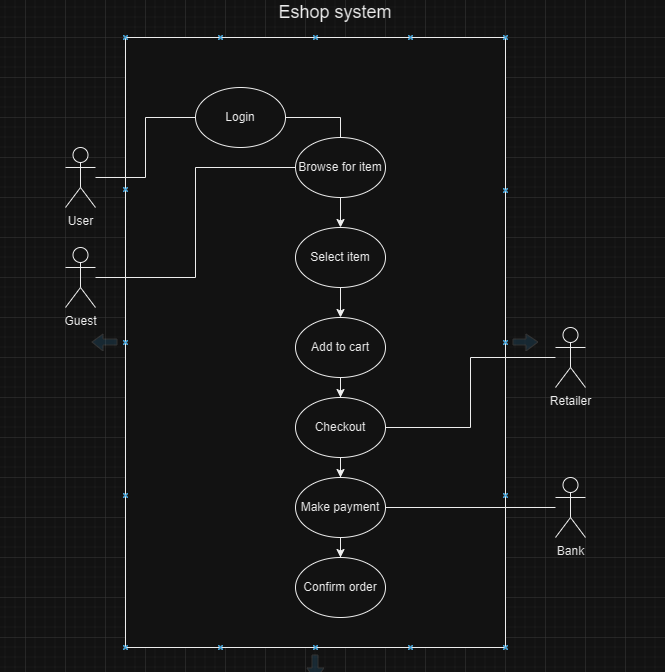 Eshop system
Login
Browse for item
User
Select item
Guest
Add to cart
Retailer
Checkout
Make payment
Bank
Confirm order